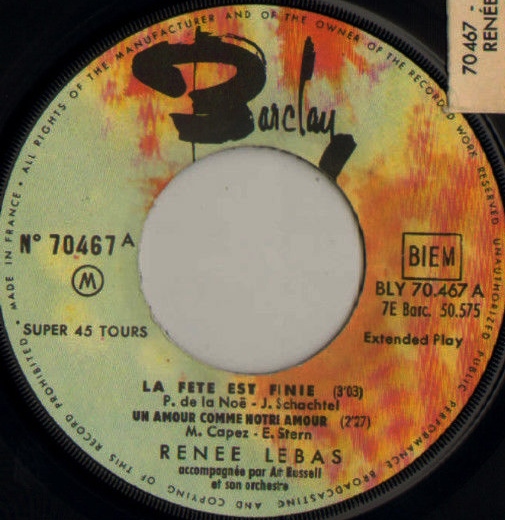 MADE IN FRANCE • ALL RIGHTS OF THE MANUFACTURER AND OF THE OWNER OF THE RECORDED WORK RESERVED UNAUTHORIZED PUBLIC PERFORMANCE BROADCASTING AND COPYING OF THIS RECORD PROHIBITED •
70467 -
RENÉE
Barclay
N° 70467 A
M
BIEM
BLY 70.467 A
7E Barc. 50.575
SUPER 45 TOURS
Extended Play
LA FETE EST FINIE (3'03)
P. de la Noë - J. Schachtel
UN AMOUR COMME NOTRE AMOUR (2'27)
M. Capez - E. Stern
RENEE LEBAS
accompagnée par Art Russell
et son orchestre